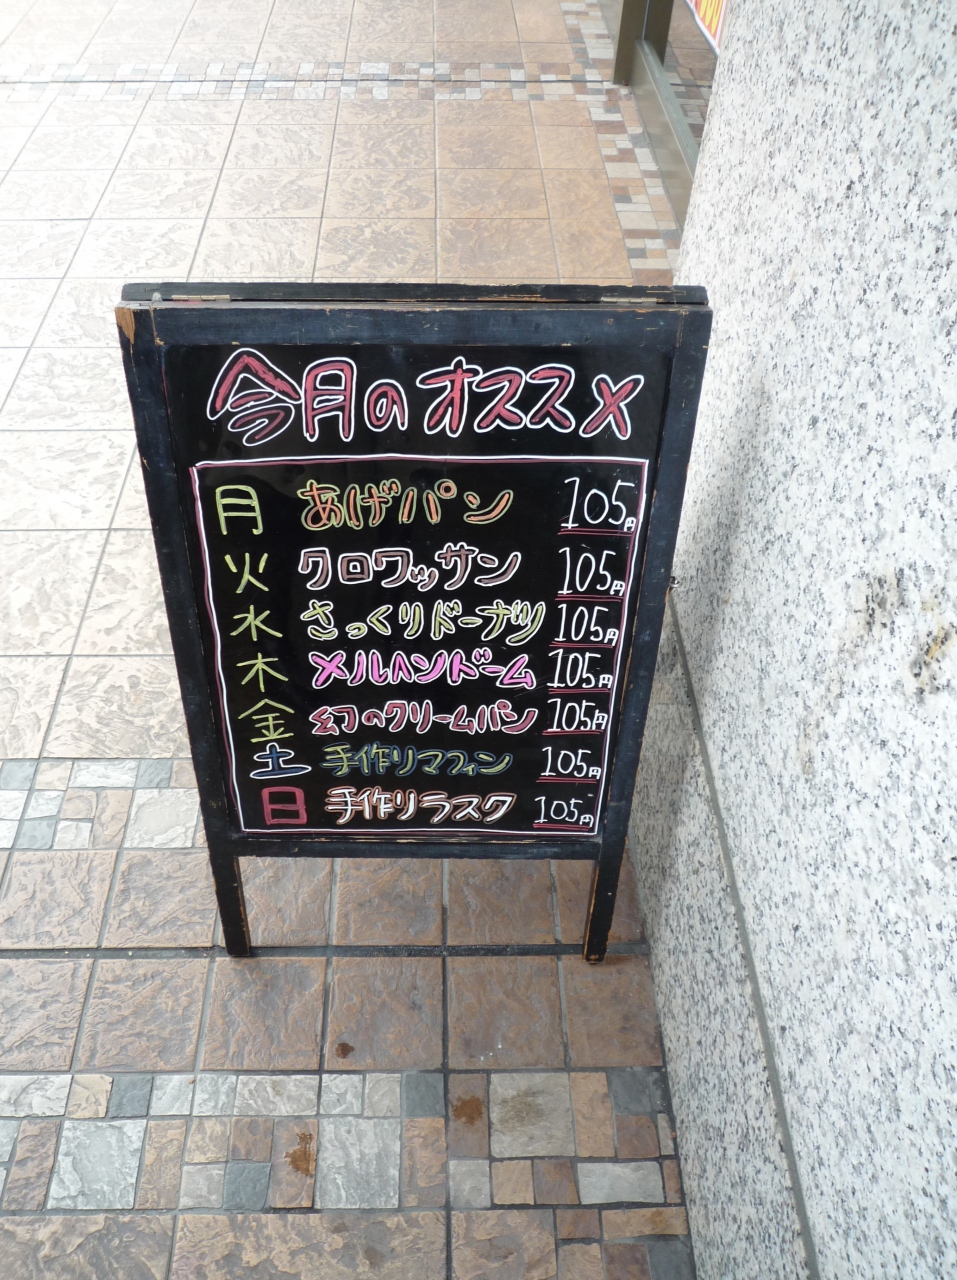 今月のオススメ
月 あげパン 105円
火 クロワッサン 105円
水 さっくりドーナツ 105円
木 メルヘンドーム 105円
金 幻のクリームパン 105円
土 手作りマフィン 105円
日 手作りラスク 105円